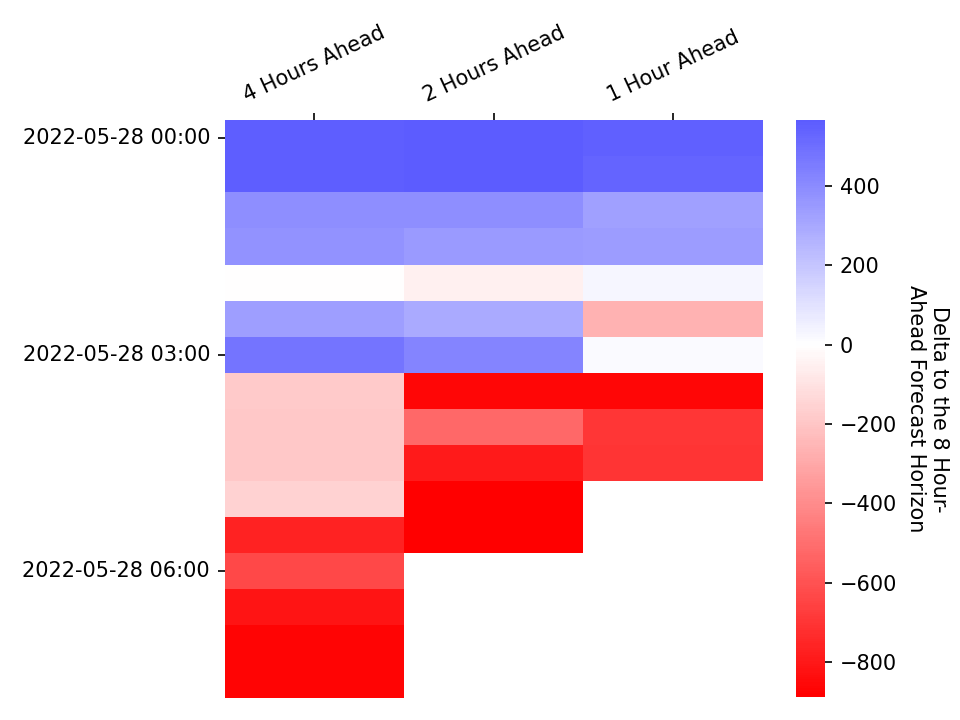 4 Hours Ahead
2 Hours Ahead
1 Hour Ahead
2022-05-28 00:00
2022-05-28 03:00
2022-05-28 06:00
400
200
0
−200
−400
−600
−800
Delta to the 8 Hour-
Ahead Forecast Horizon